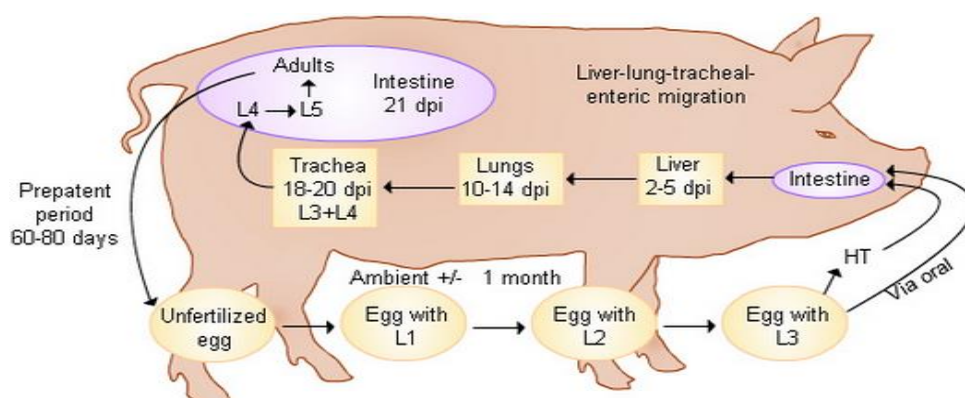 Adults
Intestine
21 dpi
L4
L5
Liver-lung-tracheal-
enteric migration
Trachea
18-20 dpi
L3+L4
Lungs
10-14 dpi
Liver
2-5 dpi
Intestine
Prepatent
period
60-80 days
HT
Via oral
Ambient +/- 1 month
Unfertilized
egg
Egg with
L1
Egg with
L2
Egg with
L3